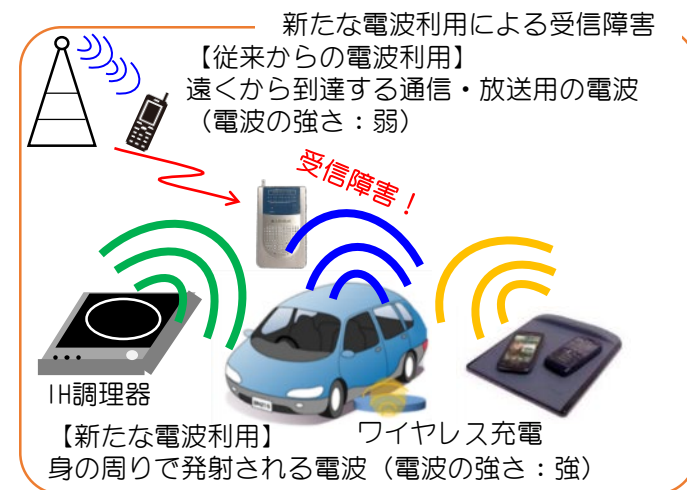 新たな電波利用による受信障害
【従来からの電波利用】
遠くから到達する通信・放送用の電波
（電波の強さ：弱）
受信障害！
IH調理器
ワイヤレス充電
【新たな電波利用】
身の周りで発射される電波（電波の強さ：強）